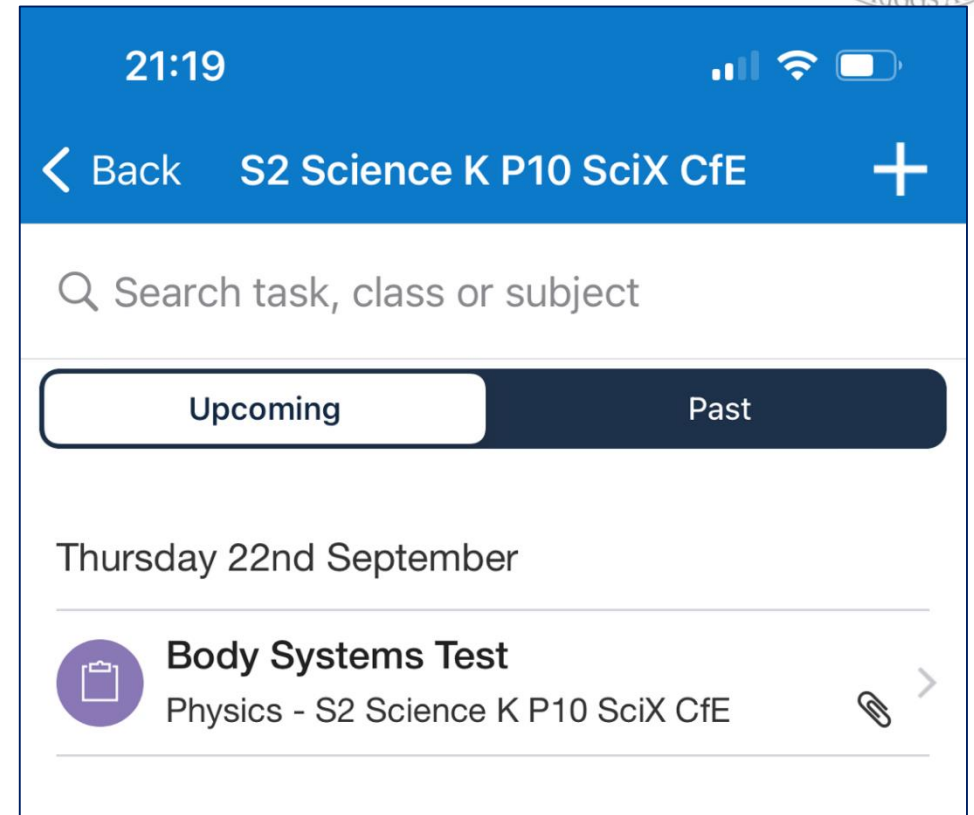 21:19
Back S2 Science K P10 SciX CfE
Search task, class or subject
Upcoming Past
Thursday 22nd September
Body Systems Test
Physics - S2 Science K P10 SciX CfE